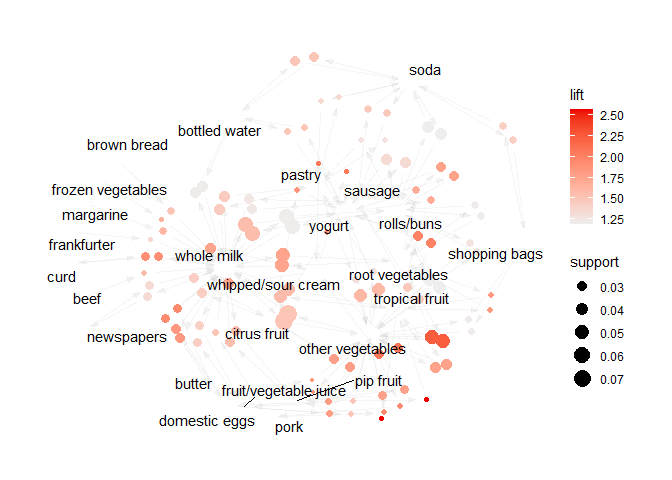 soda
bottled water
brown bread
pastry
frozen vegetables
sausage
margarine
yogurt
rolls/buns
frankfurter
whole milk
shopping bags
curd
root vegetables
whipped/sour cream
beef
tropical fruit
citrus fruit
newspapers
other vegetables
butter
pip fruit
fruit/vegetable juice
domestic eggs
pork
lift
2.50
2.25
2.00
1.75
1.50
1.25
support
0.03
0.04
0.05
0.06
0.07